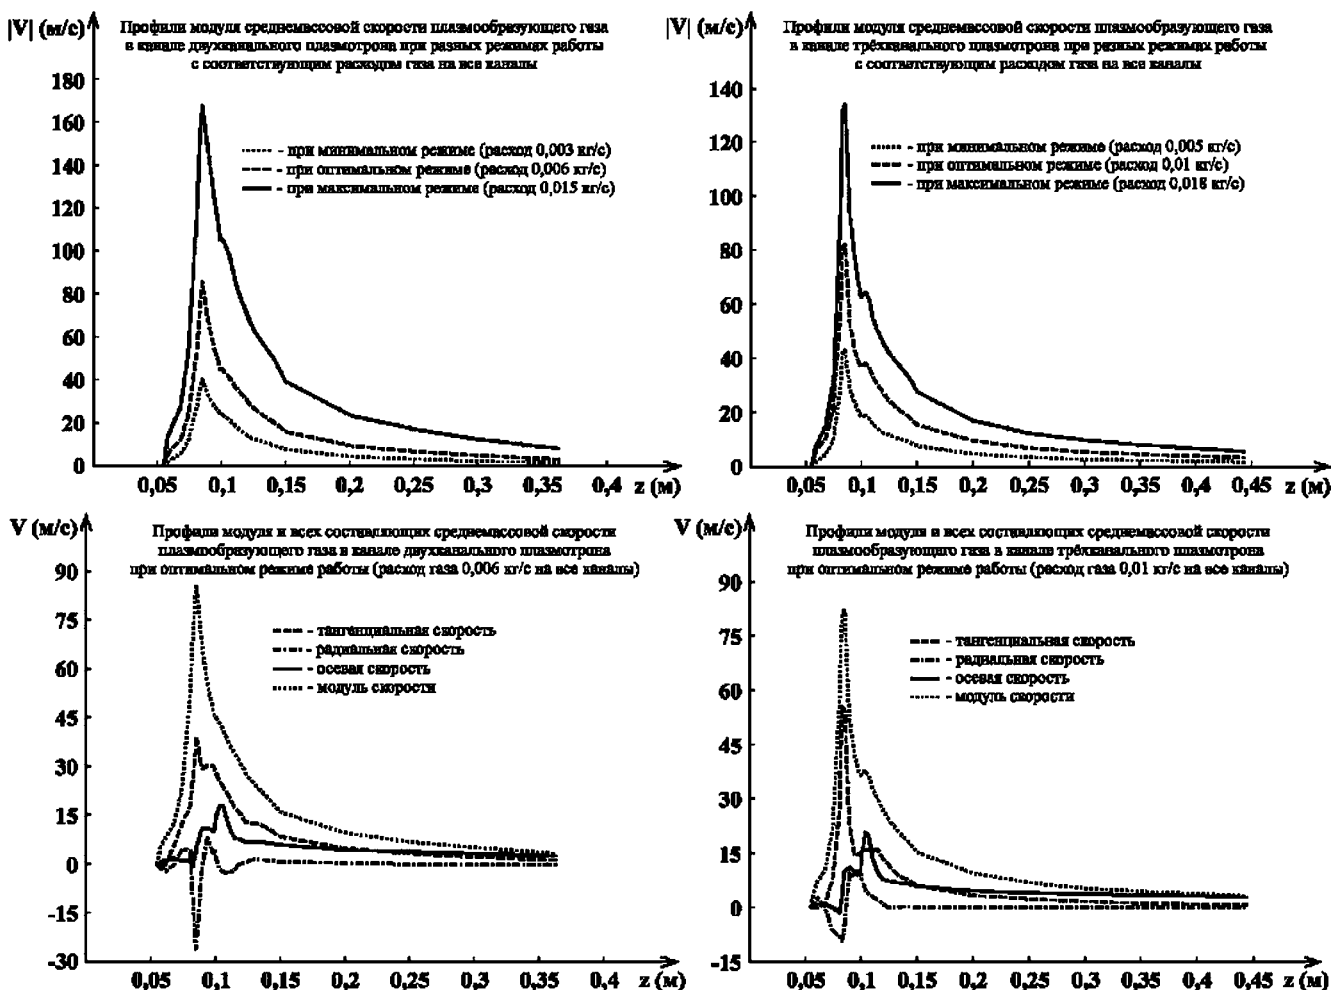 |V| (м/с)
Профили модуля среднемассовой скорости плазмообразующего газа
в канале двухканального плазмотрона при разных режимах работы
с соответствующим расходом газа на все каналы
180
160
140
120
100
80
60
40
20
0
- при минимальном режиме (расход 0,003 кг/с)
- при оптимальном режиме (расход 0,006 кг/с)
- при максимальном режиме (расход 0,015 кг/с)
0,05 0,1 0,15 0,2 0,25 0,3 0,35 0,4 z (м)
|V| (м/с)
Профили модуля среднемассовой скорости плазмообразующего газа
в канале трёхканального плазмотрона при разных режимах работы
с соответствующим расходом газа на все каналы
140
120
100
80
60
40
20
0
- при минимальном режиме (расход 0,005 кг/с)
- при оптимальном режиме (расход 0,01 кг/с)
- при максимальном режиме (расход 0,018 кг/с)
0,05 0,1 0,15 0,2 0,25 0,3 0,35 0,4 0,45 z (м)
V (м/с)
Профили модуля и всех составляющих среднемассовой скорости
плазмообразующего газа в канале двухканального плазмотрона
при оптимальном режиме работы (расход газа 0,006 кг/с на все каналы)
90
75
60
45
30
15
0
-15
-30
- тангенциальная скорость
- радиальная скорость
- осевая скорость
- модуль скорости
0,05 0,1 0,15 0,2 0,25 0,3 0,35 0,4 z (м)
V (м/с)
Профили модуля и всех составляющих среднемассовой скорости
плазмообразующего газа в канале трёхканального плазмотрона
при оптимальном режиме работы (расход газа 0,01 кг/с на все каналы)
90
75
60
45
30
15
0
-15
- тангенциальная скорость
- радиальная скорость
- осевая скорость
- модуль скорости
0,05 0,1 0,15 0,2 0,25 0,3 0,35 0,4 0,45 z (м)